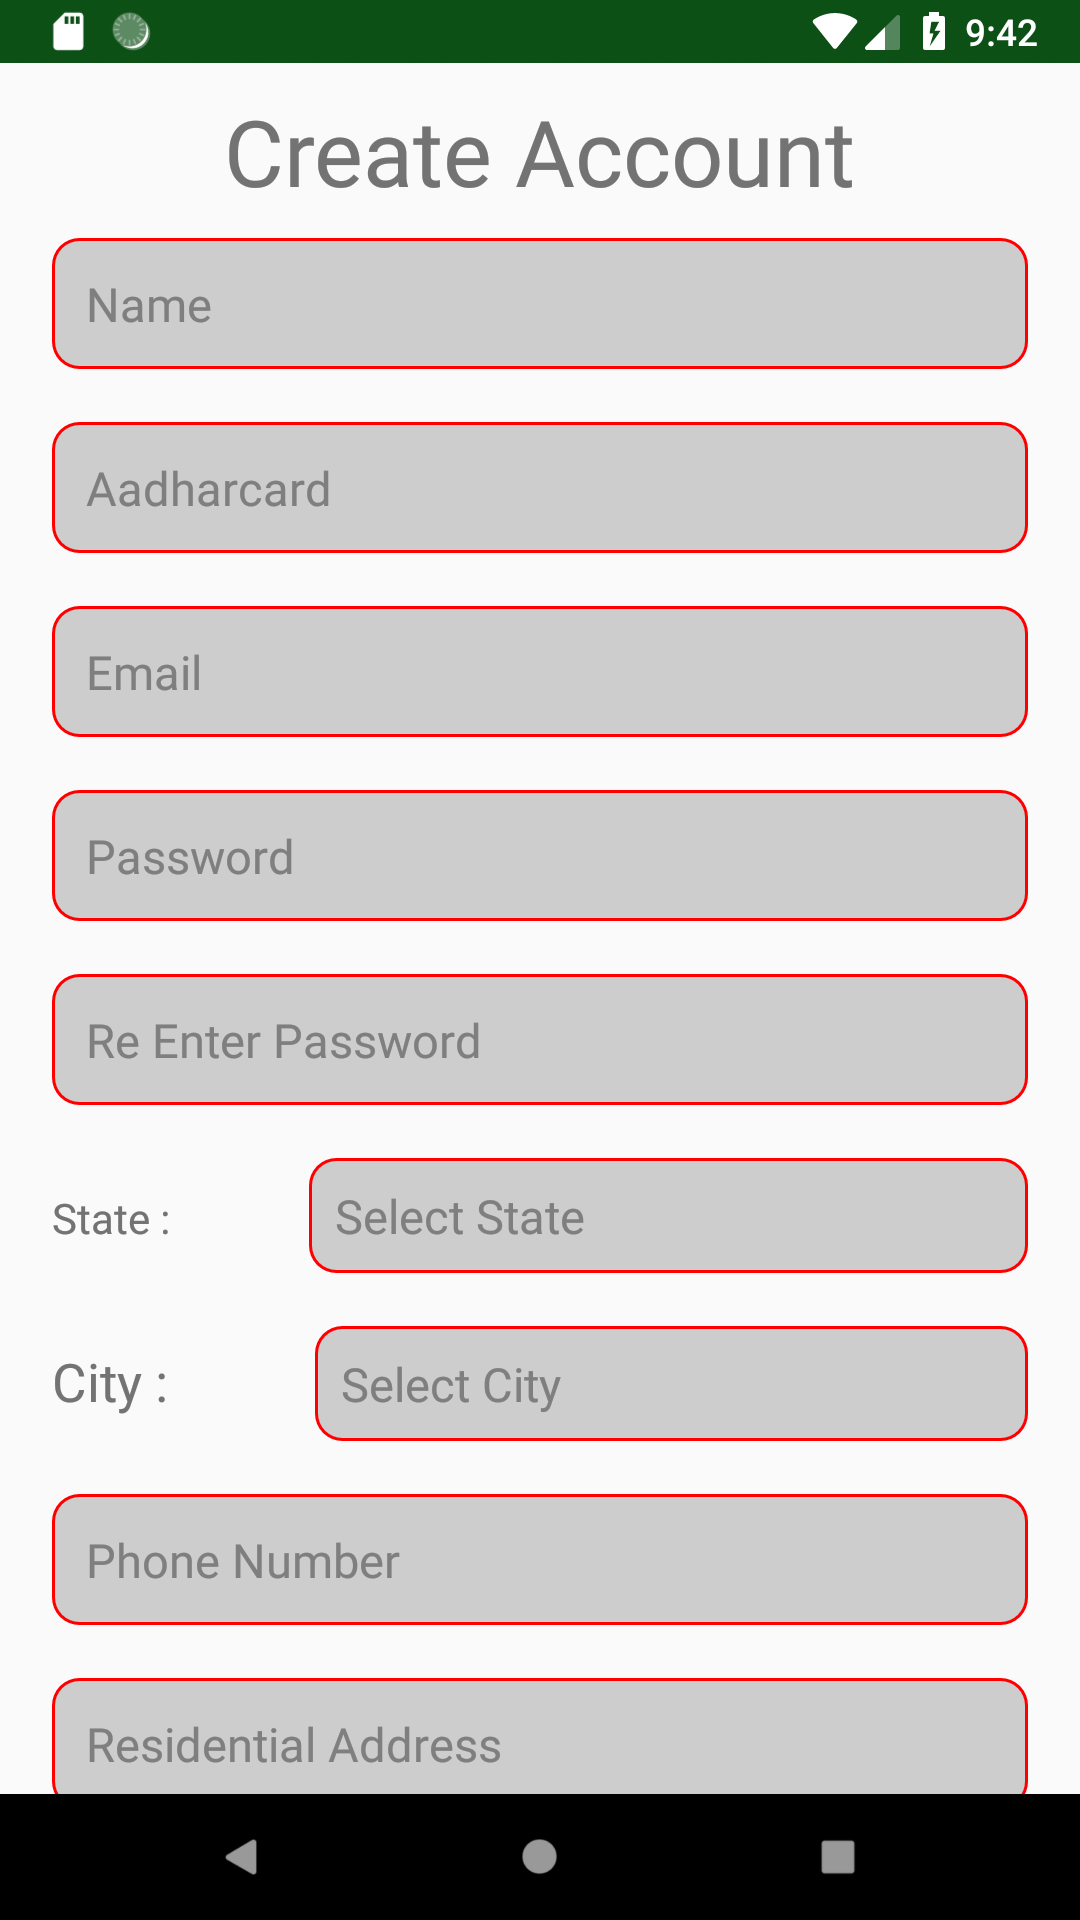 9:42
Create Account
Name
Aadharcard
Email
Password
Re Enter Password
State :
Select State
City :
Select City
Phone Number
Residential Address